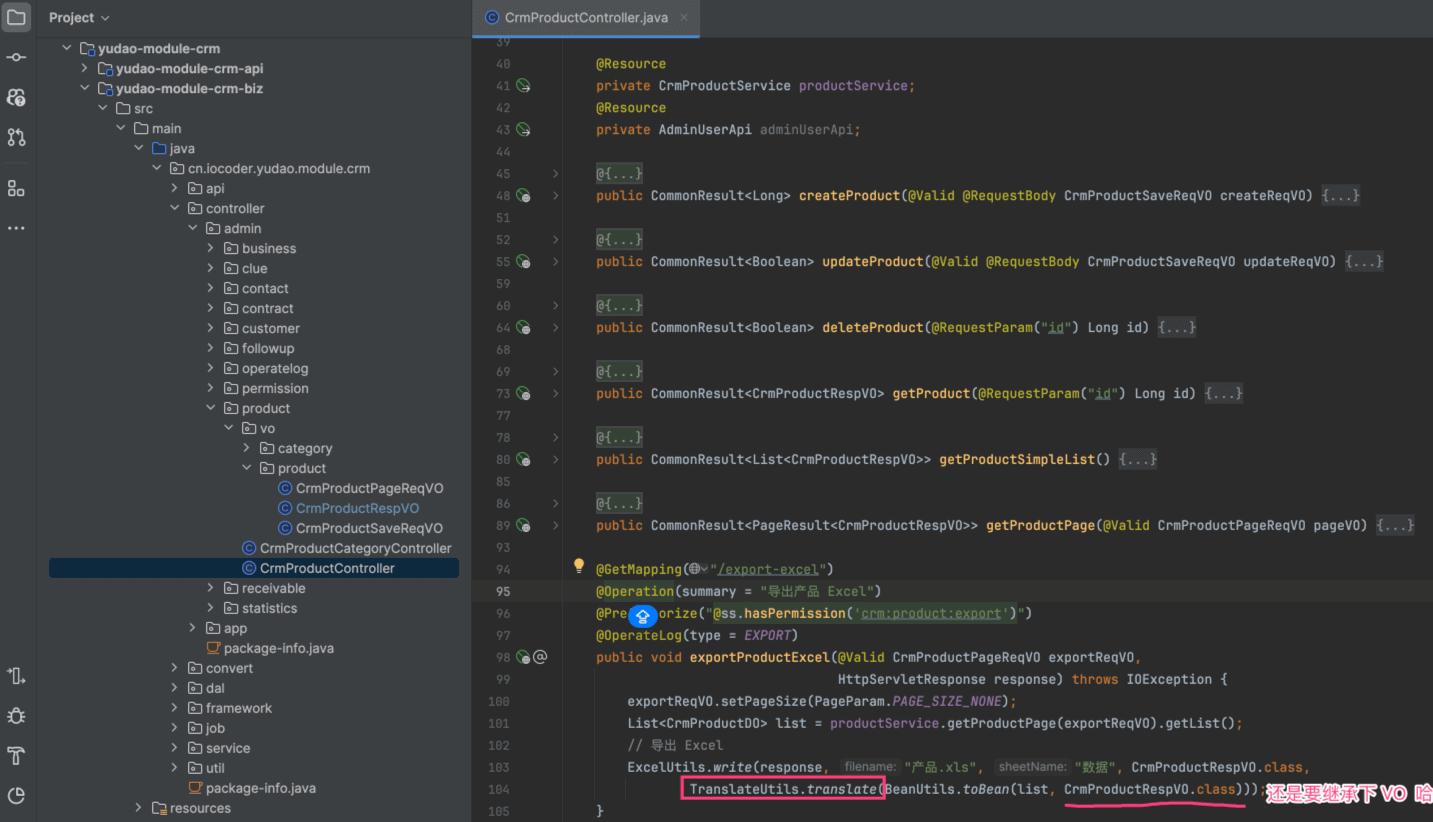 Project
yudao-module-crm
yudao-module-crm-api
yudao-module-crm-biz
src
main
java
cn.iocoder.yudao.module.crm
api
controller
admin
business
clue
contact
contract
customer
followup
operatelog
permission
product
vo
category
product
CrmProductPageReqVO
CrmProductRespVO
CrmProductSaveReqVO
CrmProductCategoryController
CrmProductController
receivable
statistics
app
package-info.java
convert
dal
framework
job
service
util
package-info.java
resources
CrmProductController.java
39
40 @Resource
41 private CrmProductService productService;
42 @Resource
43 private AdminUserApi adminUserApi;
44
45 @{...}
48 public CommonResult<Long> createProduct(@Valid @RequestBody CrmProductSaveReqVO createReqVO) {...}
51
52 @{...}
55 public CommonResult<Boolean> updateProduct(@Valid @RequestBody CrmProductSaveReqVO updateReqVO) {...}
59
60 @{...}
64 public CommonResult<Boolean> deleteProduct(@RequestParam("id") Long id) {...}
68
69 @{...}
73 public CommonResult<CrmProductRespVO> getProduct(@RequestParam("id") Long id) {...}
77
78 @{...}
80 public CommonResult<List<CrmProductRespVO>> getProductSimpleList() {...}
85
86 @{...}
89 public CommonResult<PageResult<CrmProductRespVO>> getProductPage(@Valid CrmProductPageReqVO pageVO) {...}
93
94 @GetMapping("/export-excel")
95 @Operation(summary = "导出产品 Excel")
96 @Pre orize("@ss.hasPermission('crm:product:export')")
97 @OperateLog(type = EXPORT)
98 public void exportProductExcel(@Valid CrmProductPageReqVO exportReqVO,
99 HttpServletResponse response) throws IOException {
100 exportReqVO.setPageSize(PageParam.PAGE_SIZE_NONE);
101 List<CrmProductDO> list = productService.getProductPage(exportReqVO).getList();
102 // 导出 Excel
103 ExcelUtils.write(response, filename: "产品.xls", sheetName: "数据", CrmProductRespVO.class,
104 TranslateUtils.translate(BeanUtils.toBean(list, CrmProductRespVO.class))); 还是要继承下 VO 哈
105 }